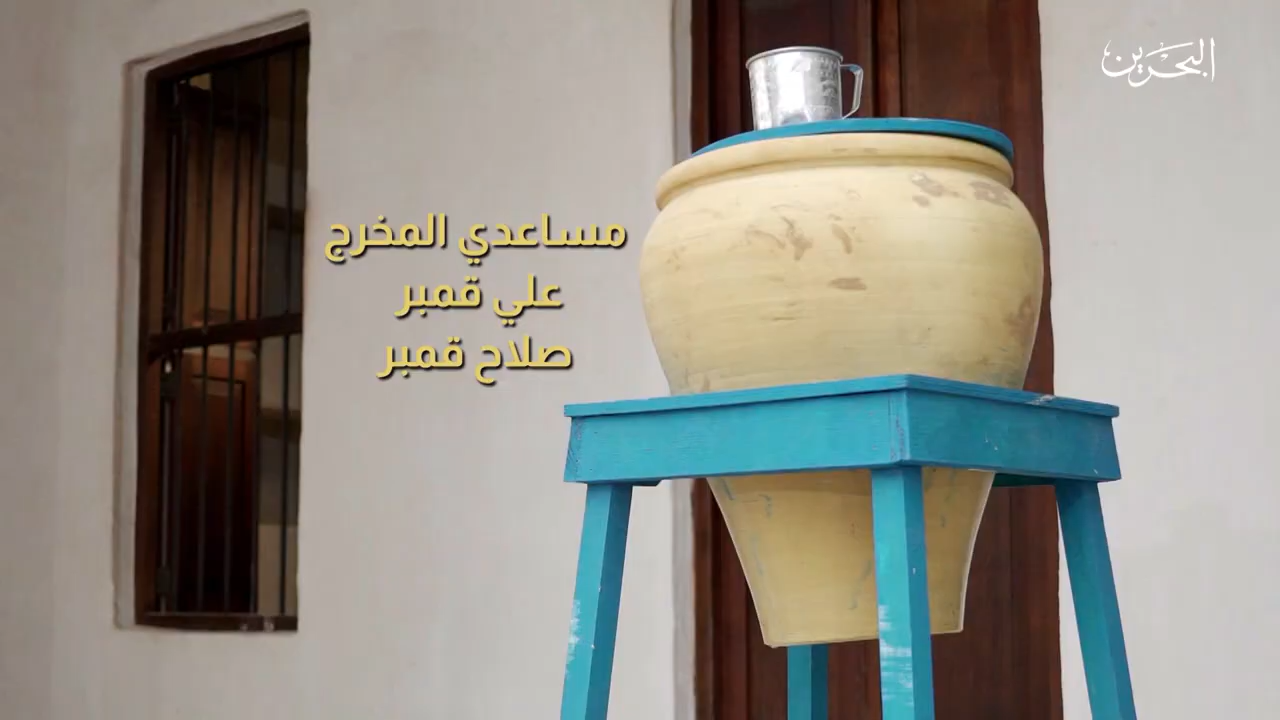 البحرين
مساعدي المخرج
علي قمبر
صلاح قمبر